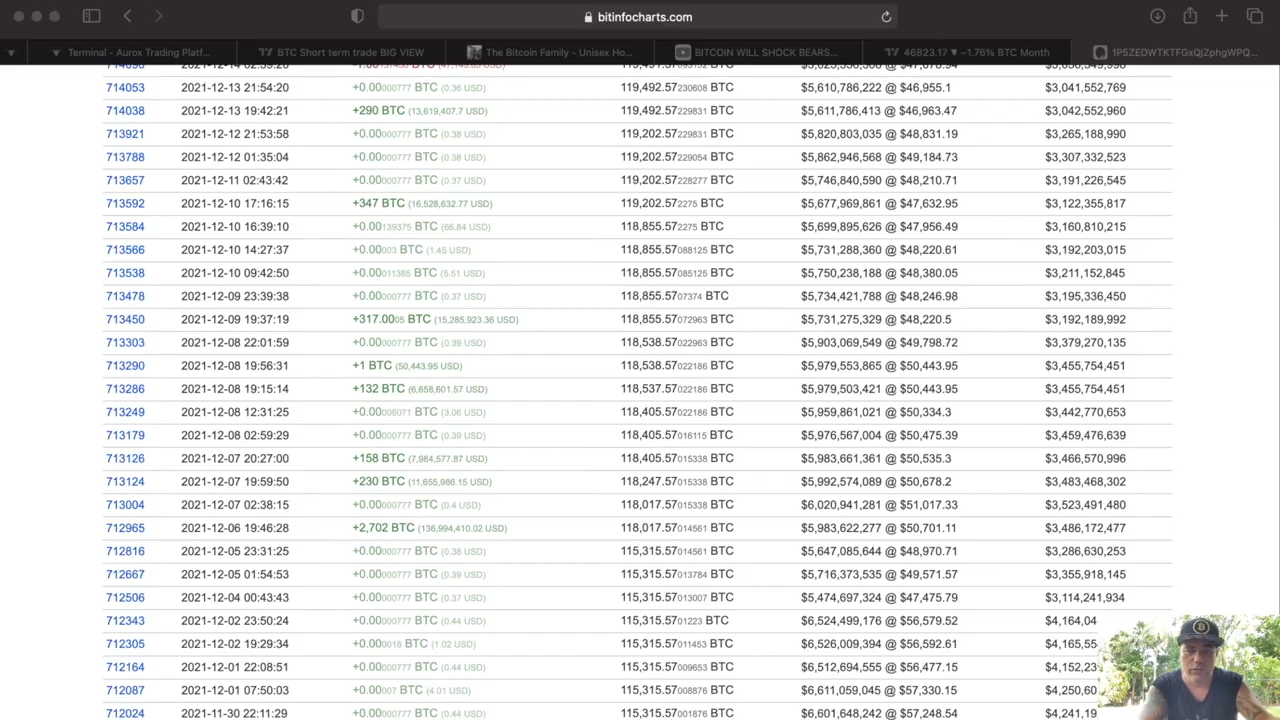 bitinfocharts.com
Terminal - Aurox Trading Platf... BTC Short term trade BIG VIEW The Bitcoin Family - Unisex Ho... BITCOIN WILL SHOCK BEARS... 46823.17 ▼ −1.76% BTC Month 1P5ZEDWTKTFGxQjZphgWPQ...
714053 2021-12-13 21:54:20 +0.00000777 BTC (0.36 USD) 119,492.57230608 BTC $5,610,786,222 @ $46,955.1 $3,041,552,769
714038 2021-12-13 19:42:21 +290 BTC (13,619,407.7 USD) 119,492.57229831 BTC $5,611,786,413 @ $46,963.47 $3,042,552,960
713921 2021-12-12 21:53:58 +0.00000777 BTC (0.38 USD) 119,202.57229831 BTC $5,820,803,035 @ $48,831.19 $3,265,188,990
713788 2021-12-12 01:35:04 +0.00000777 BTC (0.38 USD) 119,202.57229054 BTC $5,862,946,568 @ $49,184.73 $3,307,332,523
713657 2021-12-11 02:43:42 +0.00000777 BTC (0.37 USD) 119,202.57228277 BTC $5,746,840,590 @ $48,210.71 $3,191,226,545
713592 2021-12-10 17:16:15 +347 BTC (16,528,632.77 USD) 119,202.572275 BTC $5,677,969,861 @ $47,632.95 $3,122,355,817
713584 2021-12-10 16:39:10 +0.00139375 BTC (66.84 USD) 118,855.572275 BTC $5,699,895,626 @ $47,956.49 $3,160,810,215
713566 2021-12-10 14:27:37 +0.00003 BTC (1.45 USD) 118,855.57088125 BTC $5,731,288,360 @ $48,220.61 $3,192,203,015
713538 2021-12-10 09:42:50 +0.00011385 BTC (5.51 USD) 118,855.57085125 BTC $5,750,238,188 @ $48,380.05 $3,211,152,845
713478 2021-12-09 23:39:38 +0.00000777 BTC (0.37 USD) 118,855.5707374 BTC $5,734,421,788 @ $48,246.98 $3,195,336,450
713450 2021-12-09 19:37:19 +317.0005 BTC (15,285,923.36 USD) 118,855.57072963 BTC $5,731,275,329 @ $48,220.5 $3,192,189,992
713303 2021-12-08 22:01:59 +0.00000777 BTC (0.39 USD) 118,538.57022963 BTC $5,903,069,549 @ $49,798.72 $3,379,270,135
713290 2021-12-08 19:56:31 +1 BTC (50,443.95 USD) 118,538.57022186 BTC $5,979,553,865 @ $50,443.95 $3,455,754,451
713286 2021-12-08 19:15:14 +132 BTC (6,658,601.57 USD) 118,537.57022186 BTC $5,979,503,421 @ $50,443.95 $3,455,754,451
713249 2021-12-08 12:31:25 +0.00006071 BTC (3.06 USD) 118,405.57022186 BTC $5,959,861,021 @ $50,334.3 $3,442,770,653
713179 2021-12-08 02:59:29 +0.00000777 BTC (0.39 USD) 118,405.57016115 BTC $5,976,567,004 @ $50,475.39 $3,459,476,639
713126 2021-12-07 20:27:00 +158 BTC (7,984,577.87 USD) 118,405.57015338 BTC $5,983,661,361 @ $50,535.3 $3,466,570,996
713124 2021-12-07 19:59:50 +230 BTC (11,655,986.15 USD) 118,247.57015338 BTC $5,992,574,089 @ $50,678.2 $3,483,468,302
713004 2021-12-07 02:38:15 +0.00000777 BTC (0.4 USD) 118,017.57015338 BTC $6,020,941,281 @ $51,017.33 $3,523,491,480
712965 2021-12-06 19:46:28 +2,702 BTC (136,994,410.02 USD) 118,017.57014561 BTC $5,983,622,277 @ $50,701.11 $3,486,172,477
712816 2021-12-05 23:31:25 +0.00000777 BTC (0.38 USD) 115,315.57014561 BTC $5,647,085,644 @ $48,970.71 $3,286,630,253
712667 2021-12-05 01:54:53 +0.00000777 BTC (0.39 USD) 115,315.57013784 BTC $5,716,373,535 @ $49,571.57 $3,355,918,145
712506 2021-12-04 00:43:43 +0.00000777 BTC (0.37 USD) 115,315.57013007 BTC $5,474,697,324 @ $47,475.79 $3,114,241,934
712343 2021-12-02 23:50:24 +0.00000777 BTC (0.44 USD) 115,315.5701223 BTC $6,524,499,176 @ $56,579.52 $4,164,04
712305 2021-12-02 19:29:34 +0.000018 BTC (1.02 USD) 115,315.57011453 BTC $6,526,009,394 @ $56,592.61 $4,165,55
712164 2021-12-01 22:08:51 +0.00000777 BTC (0.44 USD) 115,315.57009653 BTC $6,512,694,555 @ $56,477.15 $4,152,23
712087 2021-12-01 07:50:03 +0.00007 BTC (4.01 USD) 115,315.57008876 BTC $6,611,059,045 @ $57,330.15 $4,250,60
712024 2021-11-30 22:11:29 +0.00000777 BTC (0.44 USD) 115,315.57001876 BTC $6,601,648,242 @ $57,248.54 $4,241,19